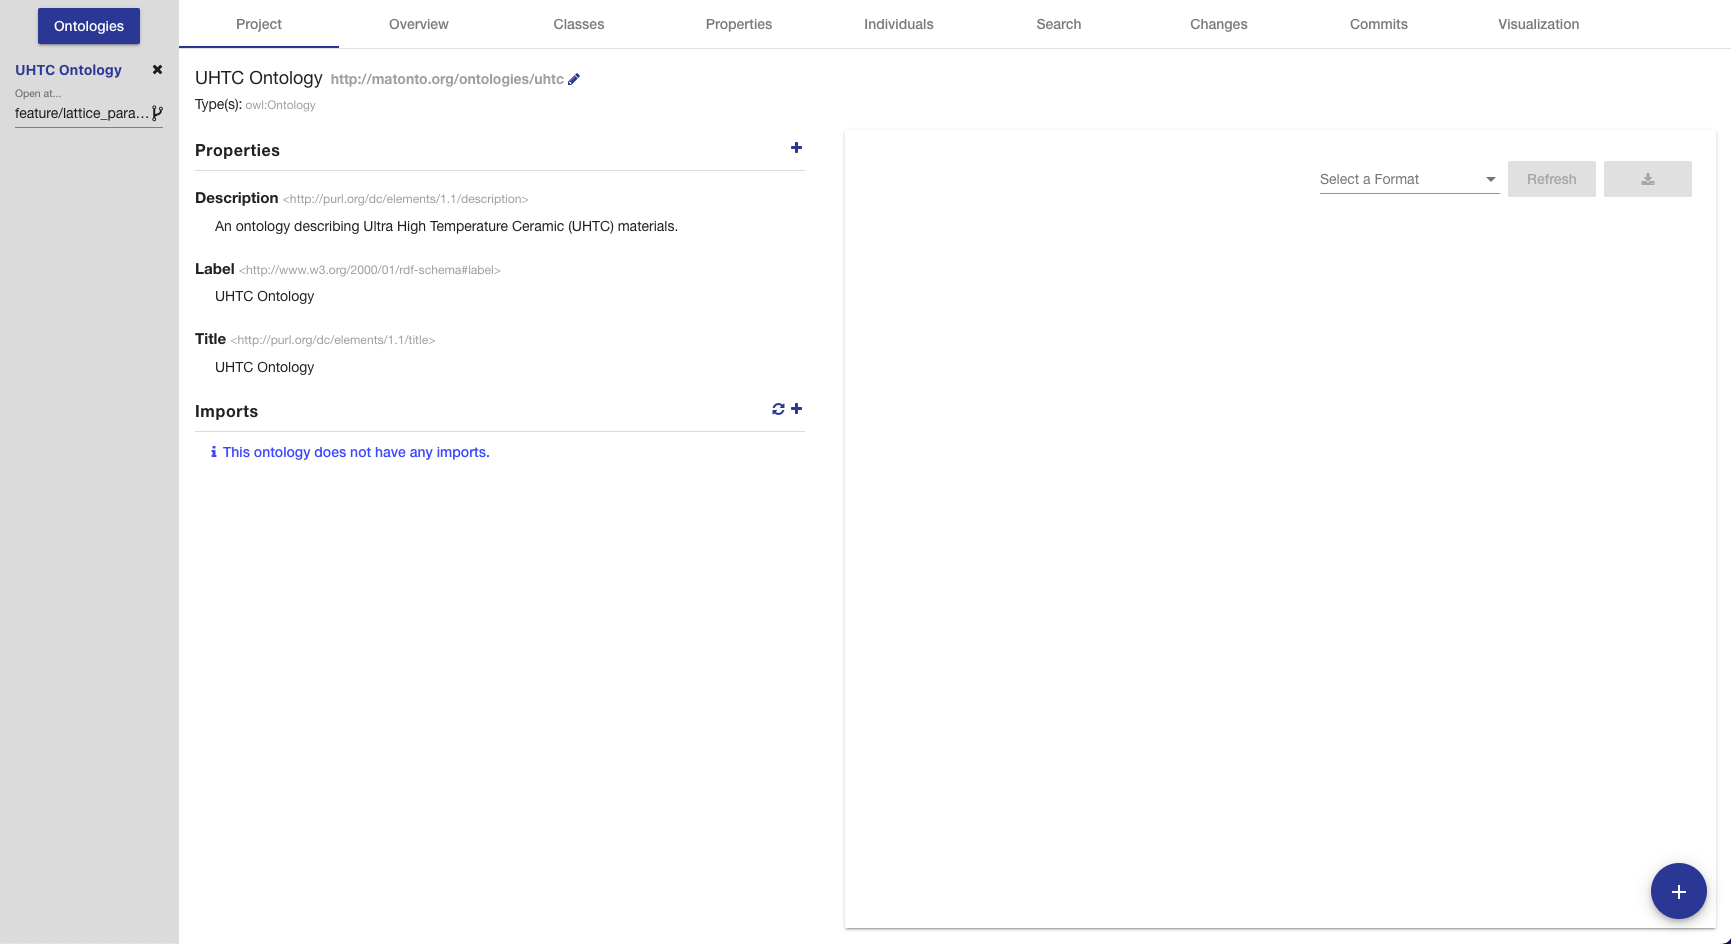 Ontologies
UHTC Ontology
Open at...
feature/lattice_para...
Project Overview Classes Properties Individuals Search Changes Commits Visualization
UHTC Ontology http://matonto.org/ontologies/uhtc
Type(s): owl:Ontology
Properties
Description <http://purl.org/dc/elements/1.1/description>
An ontology describing Ultra High Temperature Ceramic (UHTC) materials.
Label <http://www.w3.org/2000/01/rdf-schema#label>
UHTC Ontology
Title <http://purl.org/dc/elements/1.1/title>
UHTC Ontology
Imports
This ontology does not have any imports.
Select a Format Refresh